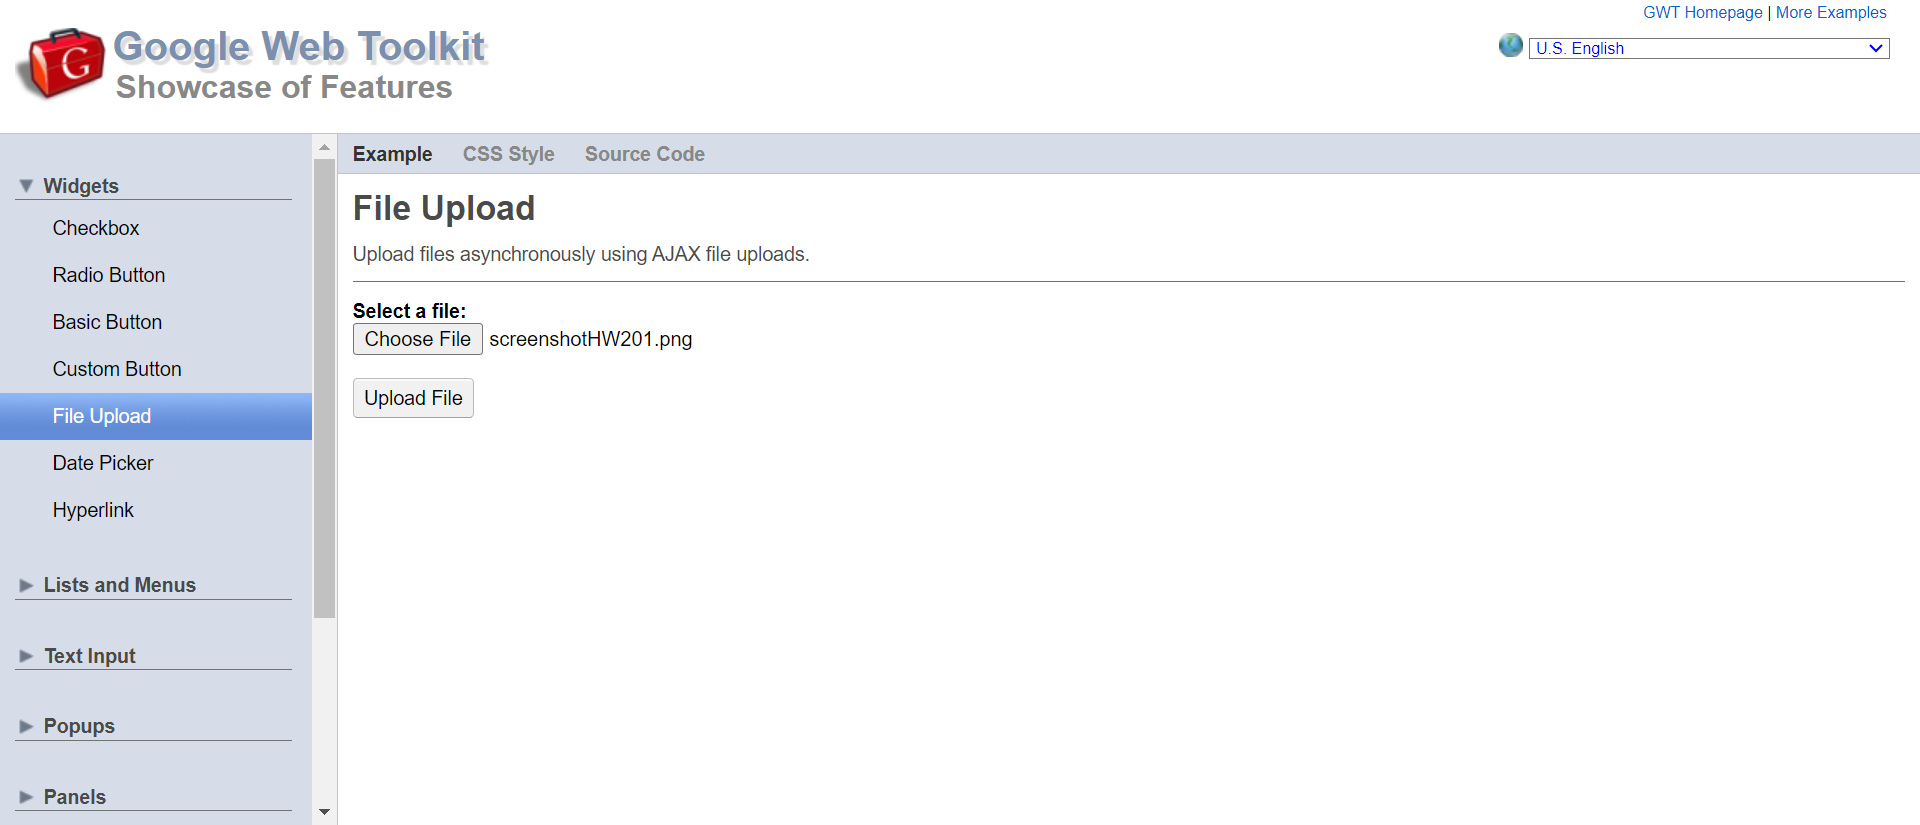 GWT Homepage | More Examples
Google Web Toolkit
Showcase of Features
G
U.S. English
Widgets
Checkbox
Radio Button
Basic Button
Custom Button
File Upload
Date Picker
Hyperlink
Lists and Menus
Text Input
Popups
Panels
Example CSS Style Source Code
File Upload
Upload files asynchronously using AJAX file uploads.
Select a file:
Choose File screenshotHW201.png
Upload File